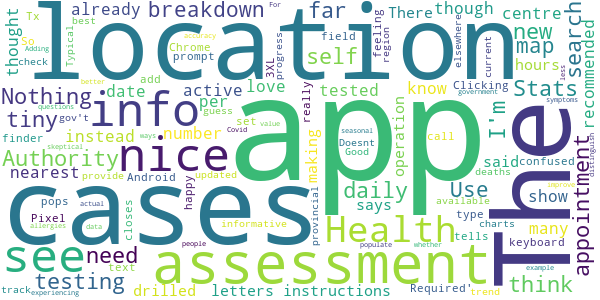 location
app
The
cases
assessment
nice
info
see
Health
Nothing
breakdown
already
so far
tiny
Authority
nearest
testing
need
daily
Use
Stats
think
I'm
map
new
self
search
appointment
recommended
centre
There
though
hours
thought
So
Tx
best
check
Typical
Adding
For
date
active
per
love
tested
operation
know
number
instead
making
said
many
show
says
set
add
Chrome
prompt
3XL
progress
feeling
region
field
current
elsewhere
accuracy
really
guess
Clicking
government
less
better
questions
skeptical
gov't
finder
provide
Android
updated
ways
Covid
value
seasonal
Doesnt
Good
call
available
deaths
symptoms
distinguish
confused
keyboard
type
charts
tells
trend
example
improve
whether
populate
provincial
informative
people
happy
closes
pops
Pixel
text
actual
data
allergies
track
experiencing
drilled
letters
instructions
Required'